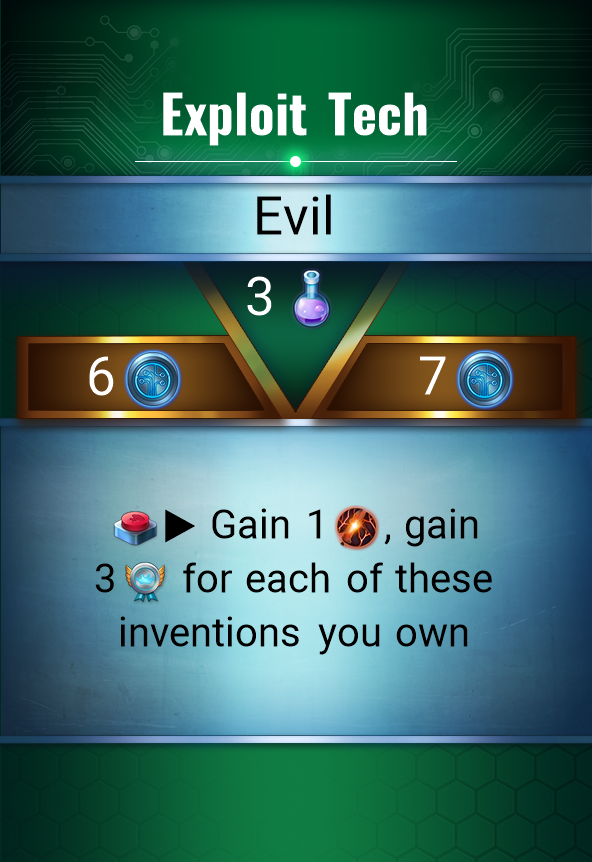 Exploit Tech
Evil
3
6 7
▶ Gain 1 , gain
3 for each of these
inventions you own